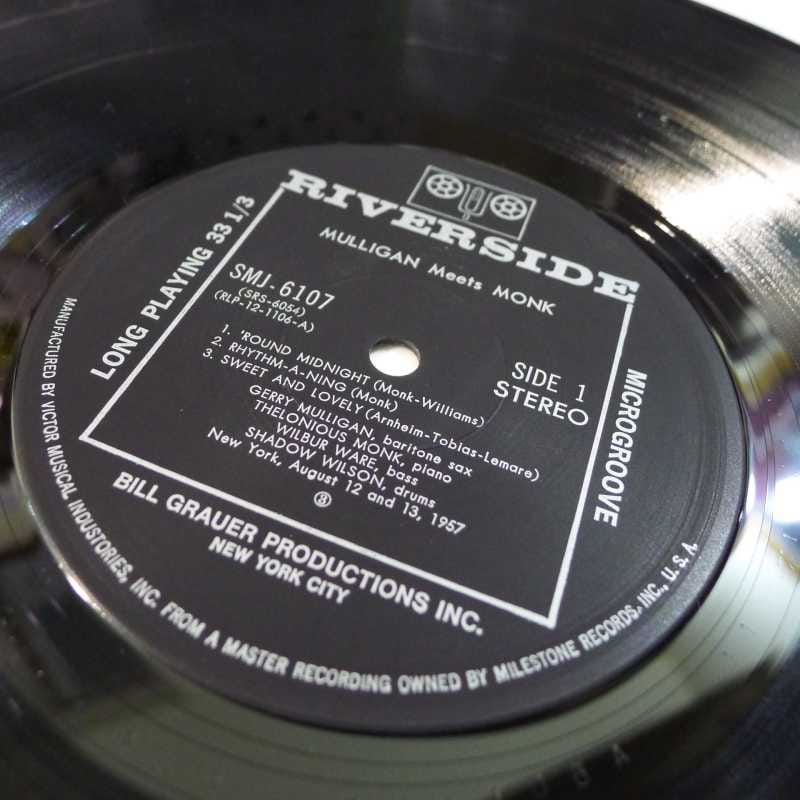 RIVERSIDE
MULLIGAN Meets MONK
LONG PLAYING 33 1/3
MICROGROOVE
SMJ-6107
(SRS-6054)
(RLP-12-1106-A)
SIDE 1
STEREO
1. 'ROUND MIDNIGHT (Monk-Williams)
2. RHYTHM-A-NING (Monk)
3. SWEET AND LOVELY (Arnheim-Tobias-Lemare)
GERRY MULLIGAN, baritone sax
THELONIOUS MONK, piano
WILBUR WARE, bass
SHADOW WILSON, drums
New York, August 12 and 13, 1957
BILL GRAUER PRODUCTIONS INC.
NEW YORK CITY
MANUFACTURED BY VICTOR MUSICAL INDUSTORIES, INC. FROM A MASTER RECORDING OWNED BY MILESTONE RECORDS, INC., U. S. A.